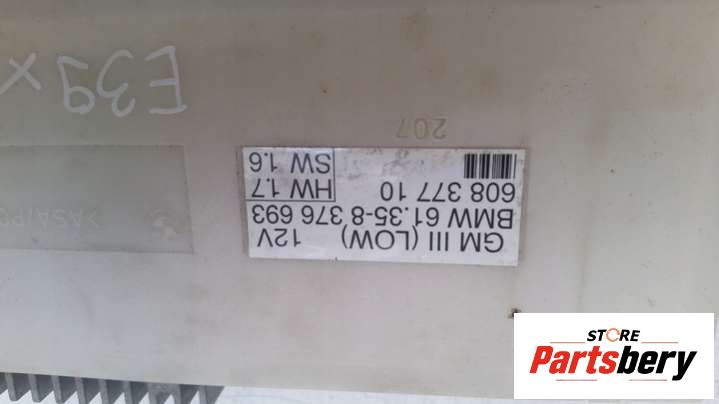 E39 x
207
GM III (LOW) 12V
BMW 61.35-8 376 693
608 377 10 HW 1.7
SW 1.6
STORE
Partsbery